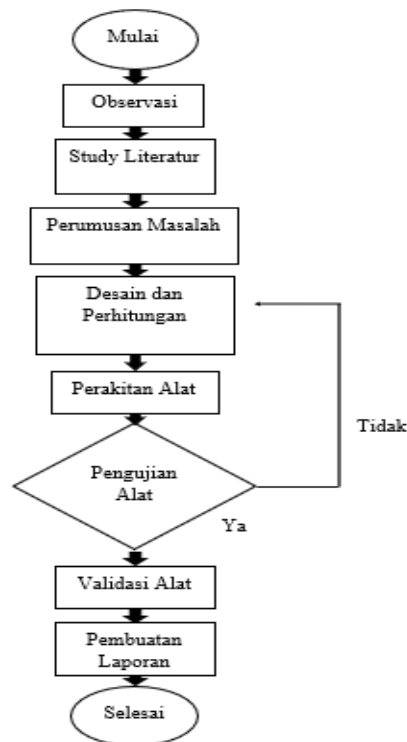 Mulai
Observasi
Study Literatur
Perumusan Masalah
Desain dan
Perhitungan
Perakitan Alat
Tidak
Pengujian
Alat
Ya
Validasi Alat
Pembuatan
Laporan
Selesai